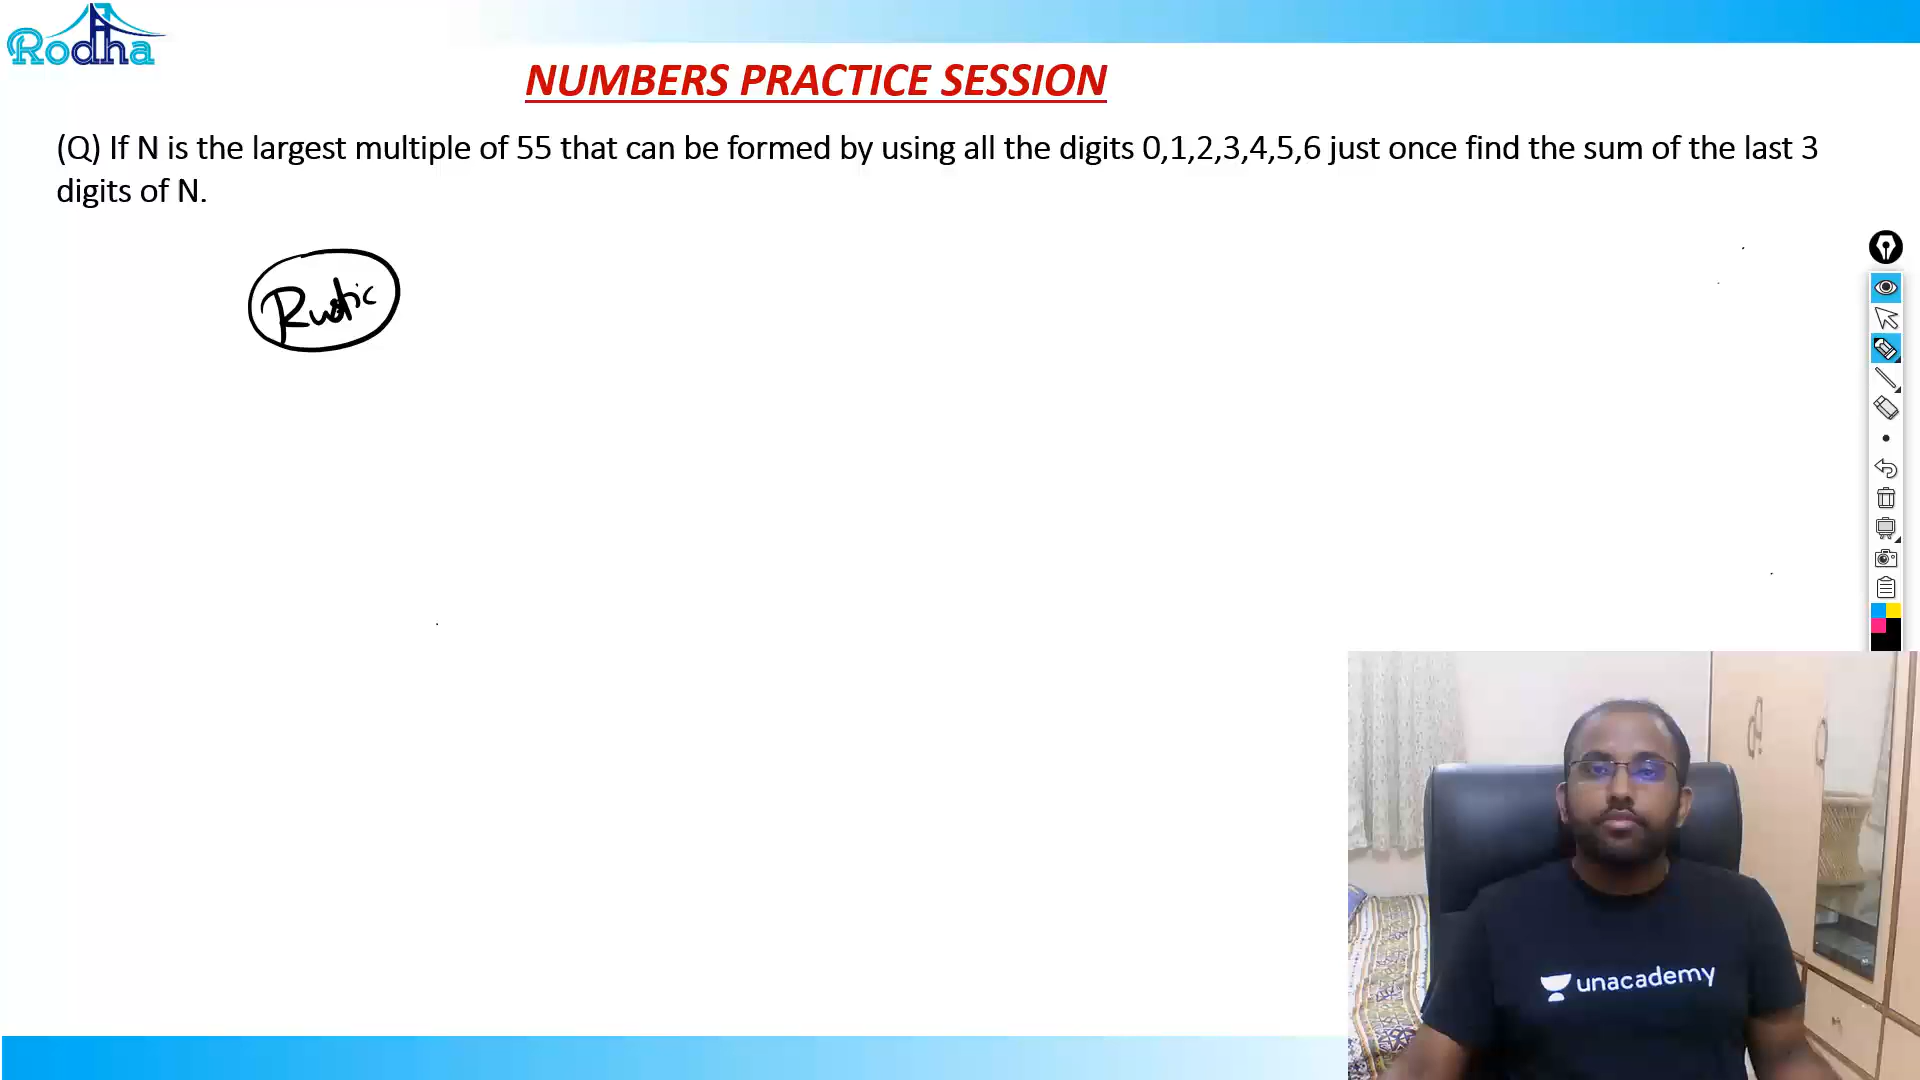 Rodha
NUMBERS PRACTICE SESSION
(Q) If N is the largest multiple of 55 that can be formed by using all the digits 0,1,2,3,4,5,6 just once find the sum of the last 3
digits of N.
Rustic
unacademy